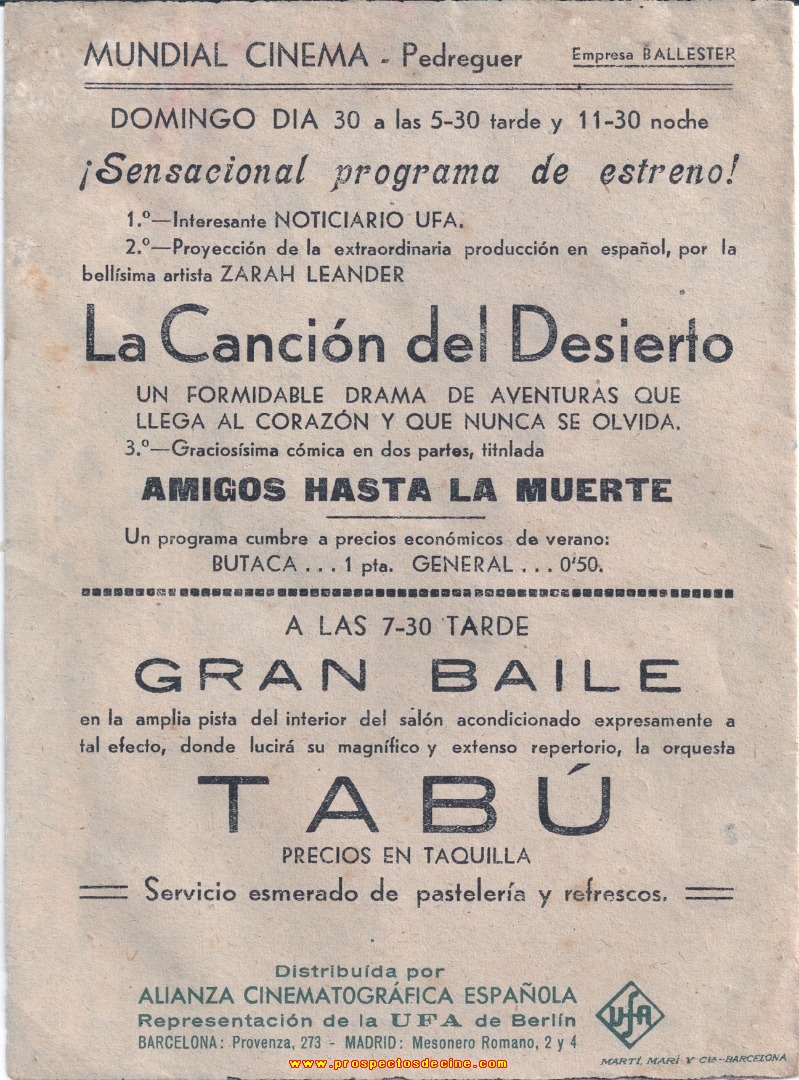 MUNDIAL CINEMA - Pedreguer Empresa BALLESTER
DOMINGO DIA 30 a las 5-30 tarde y 11-30 noche
¡Sensacional programa de estreno!
1.º—Interesante NOTICIARIO UFA.
2.º—Proyección de la extraordinaria producción en español, por la
bellísima artista ZARAH LEANDER
La Canción del Desierto
UN FORMIDABLE DRAMA DE AVENTURAS QUE
LLEGA AL CORAZÓN Y QUE NUNCA SE OLVIDA.
3.º—Graciosísima cómica en dos partes, titnlada
AMIGOS HASTA LA MUERTE
Un programa cumbre a precios económicos de verano:
BUTACA ... 1 pta. GENERAL ... 0'50.
A LAS 7-30 TARDE
GRAN BAILE
en la amplia pista del interior del salón acondicionado expresamente a
tal efecto, donde lucirá su magnífico y extenso repertorio, la orquesta
TABÚ
PRECIOS EN TAQUILLA
Servicio esmerado de pastelería y refrescos.
Distribuída por
ALIANZA CINEMATOGRÁFICA ESPAÑOLA
Representación de la UFA de Berlín
BARCELONA: Provenza, 273 - MADRID: Mesonero Romano, 2 y 4
UFA
MARTÍ, MARÍ Y CIA-BARCELONA
www.prospectosdecine.com